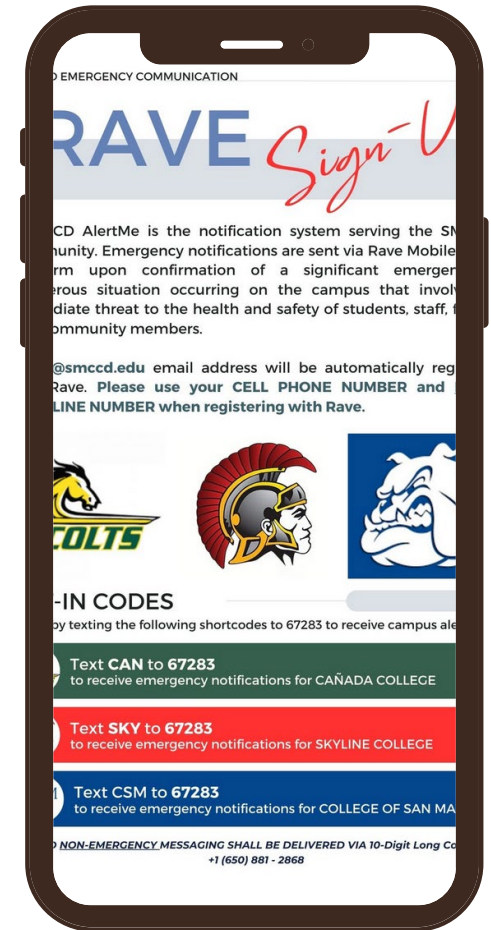 EMERGENCY COMMUNICATION
RAVE Sign-U
CD AlertMe is the notification system serving the SM
unity. Emergency notifications are sent via Rave Mobile
rm upon confirmation of a significant emergen
erous situation occurring on the campus that invol
diate threat to the health and safety of students, staff,
ommunity members.
@smccd.edu email address will be automatically reg
Rave. Please use your CELL PHONE NUMBER and
LINE NUMBER when registering with Rave.
COLTS
-IN CODES
by texting the following shortcodes to 67283 to receive campus ale
Text CAN to 67283
to receive emergency notifications for CAÑADA COLLEGE
Text SKY to 67283
to receive emergency notifications for SKYLINE COLLEGE
Text CSM to 67283
to receive emergency notifications for COLLEGE OF SAN MA
NON-EMERGENCY MESSAGING SHALL BE DELIVERED VIA 10-Digit Long Co
+1 (650) 881 - 2868